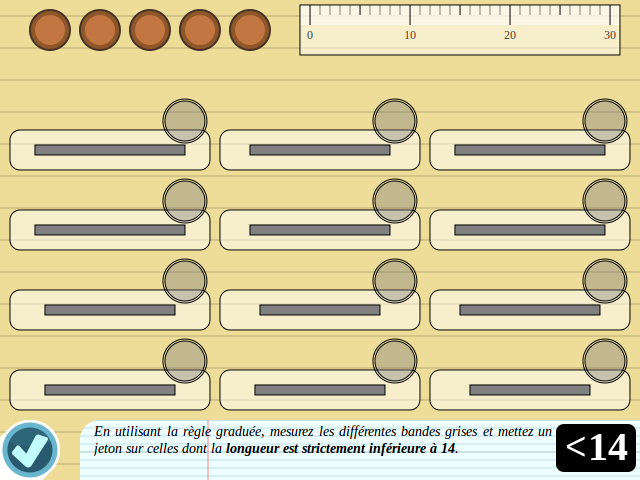 0 10 20 30
En utilisant la règle graduée, mesurez les différentes bandes grises et mettez un
jeton sur celles dont la longueur est strictement inférieure à 14.
<14